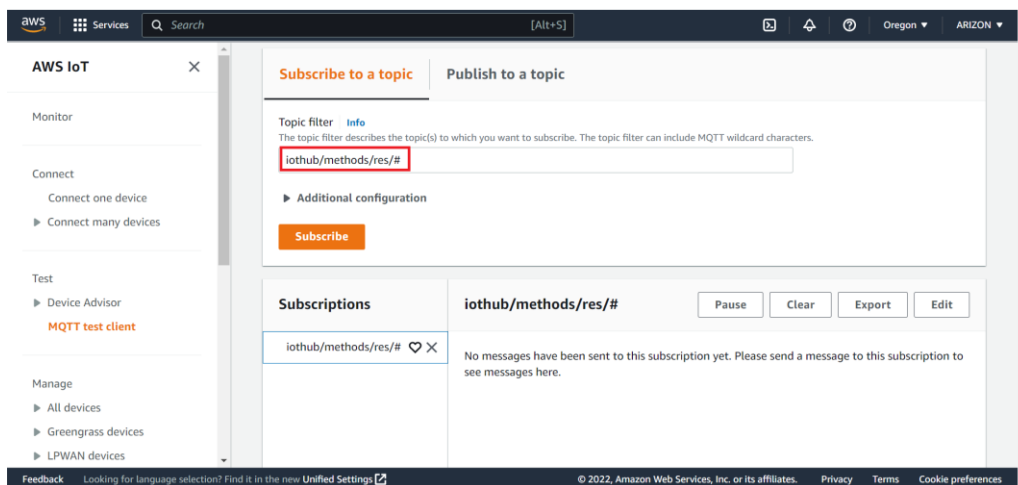 aws Services Search [Alt+S] Oregon ▼ ARIZON ▼
AWS IoT
Monitor
Connect
Connect one device
Connect many devices
Test
Device Advisor
MQTT test client
Manage
All devices
Greengrass devices
LPWAN devices
Subscribe to a topic Publish to a topic
Topic filter Info
The topic filter describes the topic(s) to which you want to subscribe. The topic filter can include MQTT wildcard characters.
iothub/methods/res/#
Additional configuration
Subscribe
Subscriptions
iothub/methods/res/#
iothub/methods/res/# Pause Clear Export Edit
No messages have been sent to this subscription yet. Please send a message to this subscription to
see messages here.
Feedback Looking for language selection? Find it in the new Unified Settings © 2022, Amazon Web Services, Inc. or its affiliates. Privacy Terms Cookie preferences